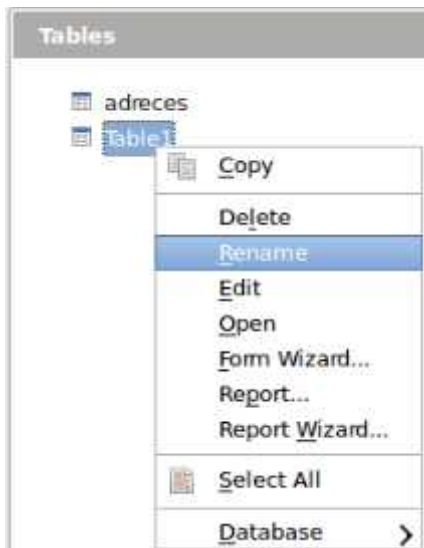 Tables
adreces
Table1
Copy
Delete
Rename
Edit
Open
Form Wizard...
Report...
Report Wizard...
Select All
Database